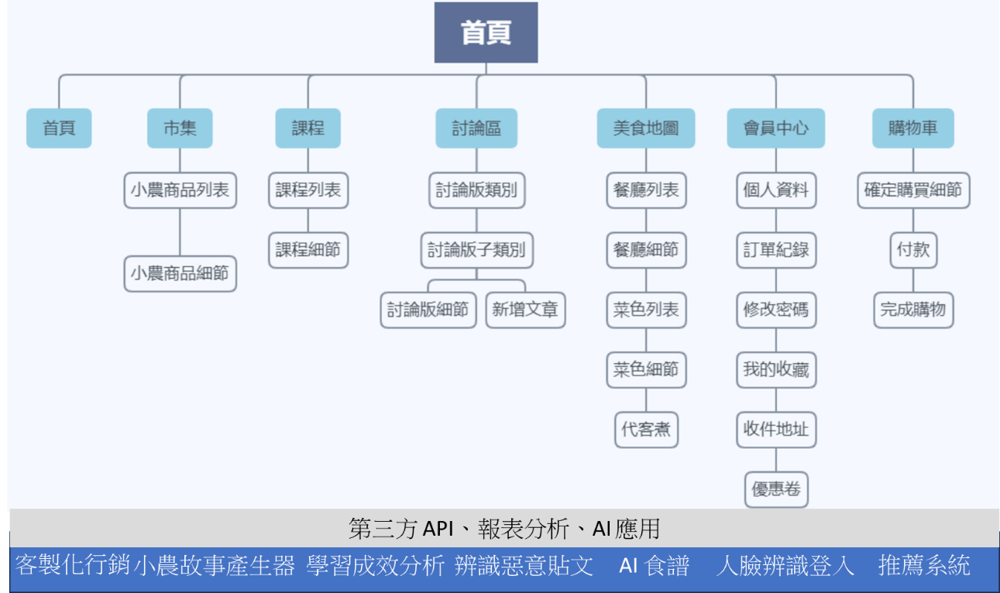 首頁
首頁 市集 課程 討論區 美食地圖 會員中心 購物車
小農商品列表 課程列表 討論版類別 餐廳列表 個人資料 確定購買細節
課程細節 討論版子類別 餐廳細節 訂單紀錄 付款
小農商品細節
討論版細節 新增文章 菜色列表 修改密碼 完成購物
菜色細節 我的收藏
代客煮 收件地址
優惠卷
第三方 API、報表分析、AI 應用
客製化行銷 小農故事產生器 學習成效分析 辨識惡意貼文 AI 食譜 人臉辨識登入 推薦系統